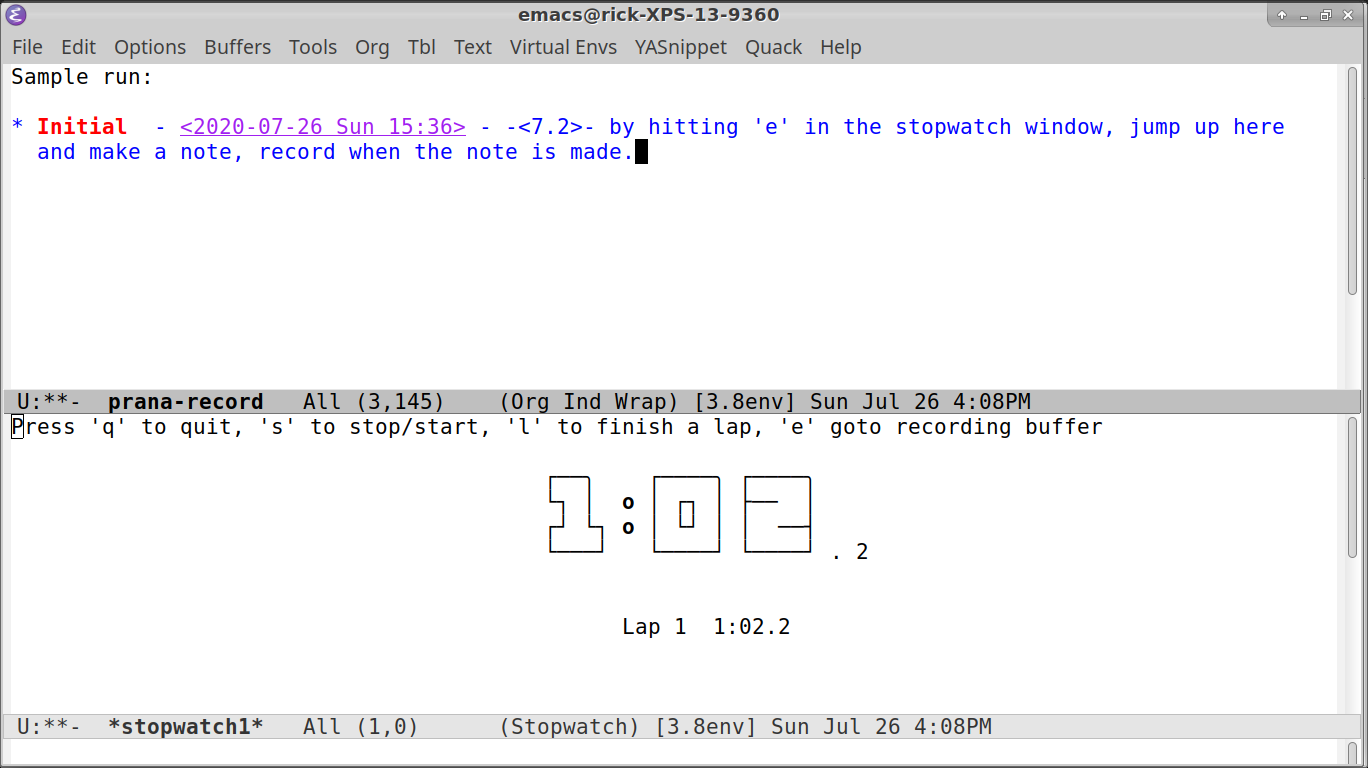 emacs@rick-XPS-13-9360
File Edit Options Buffers Tools Org Tbl Text Virtual Envs YASnippet Quack Help
Sample run:
* Initial  - <2020-07-26 Sun 15:36> - -<7.2>- by hitting 'e' in the stopwatch window, jump up here
and make a note, record when the note is made.
U:**-  prana-record   All (3,145)    (Org Ind Wrap) [3.8env] Sun Jul 26 4:08PM
Press 'q' to quit, 's' to stop/start, 'l' to finish a lap, 'e' goto recording buffer
1:02.2
Lap 1  1:02.2
U:**-  *stopwatch1*   All (1,0)      (Stopwatch) [3.8env] Sun Jul 26 4:08PM